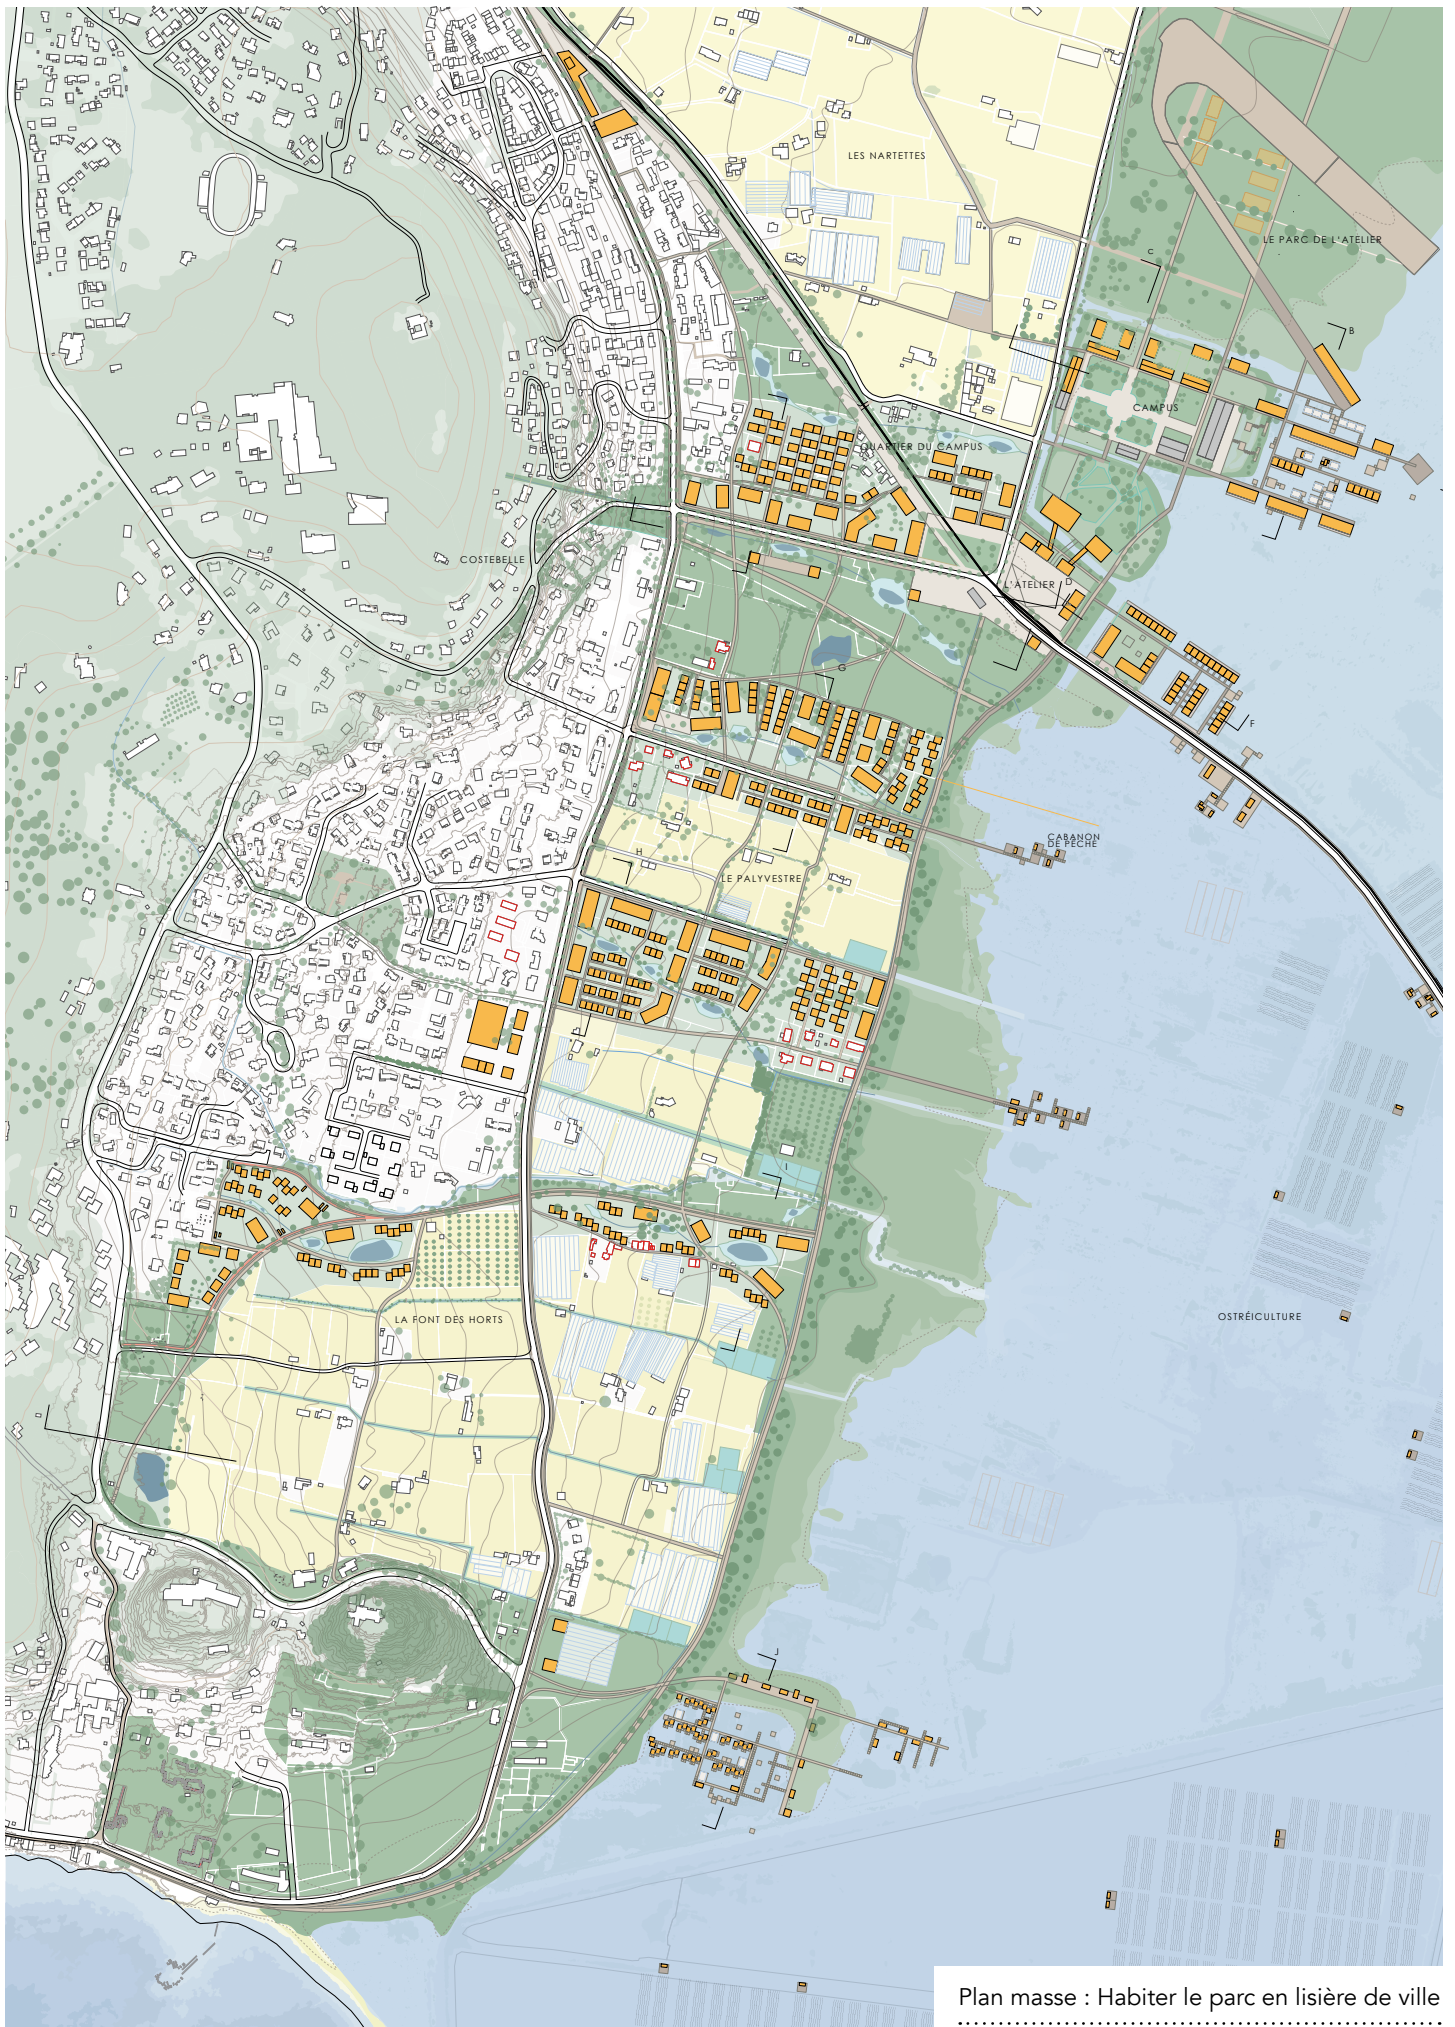 LES NARTETTES
LE PARC DE L'ATELIER
C
B
CAMPUS
QUARTIER DU CAMPUS
COSTEBELLE
L'ATELIER
D
G
F
CABANON
DE PECHE
H
LE PALYVESTRE
I
OSTRÉICULTURE
LA FONT DES HORTS
J
Plan masse : Habiter le parc en lisière de ville